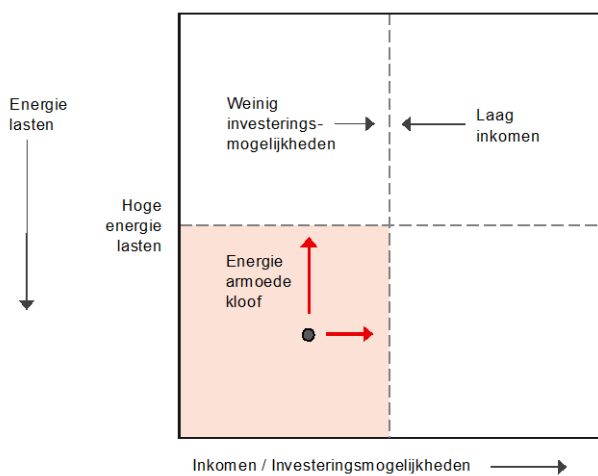 Energie
lasten
Weinig
investerings-
mogelijkheden
Laag
inkomen
Hoge
energie
lasten
Energie
armoede
kloof
Inkomen / Investeringsmogelijkheden